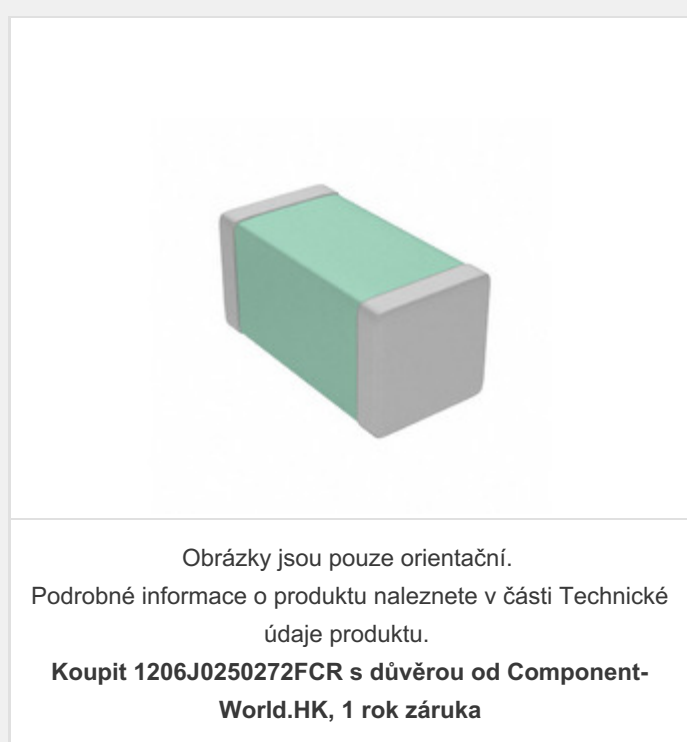 Obrázky jsou pouze orientační.
Podrobné informace o produktu naleznete v části Technické
údaje produktu.
Koupit 1206J0250272FCR s důvěrou od Component-
World.HK, 1 rok záruka